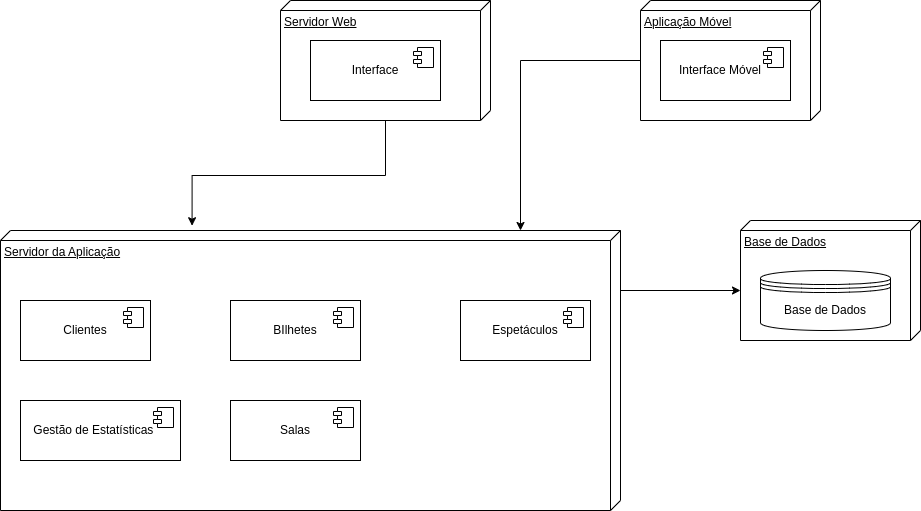 Servidor Web
Interface
Aplicação Móvel
Interface Móvel
Servidor da Aplicação
Clientes
BIlhetes
Espetáculos
Gestão de Estatísticas
Salas
Base de Dados
Base de Dados